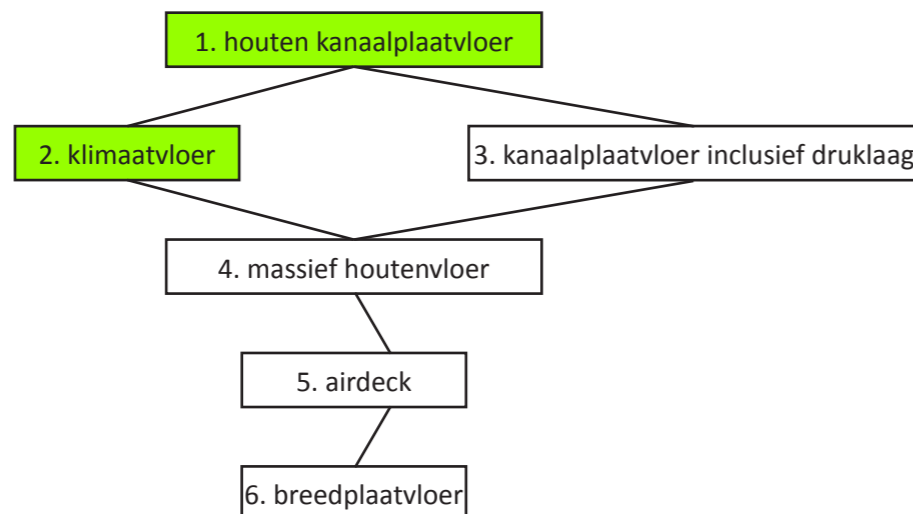 1. houten kanaalplaatvloer
2. klimaatvloer
3. kanaalplaatvloer inclusief druklaag
4. massief houtenvloer
5. airdeck
6. breedplaatvloer